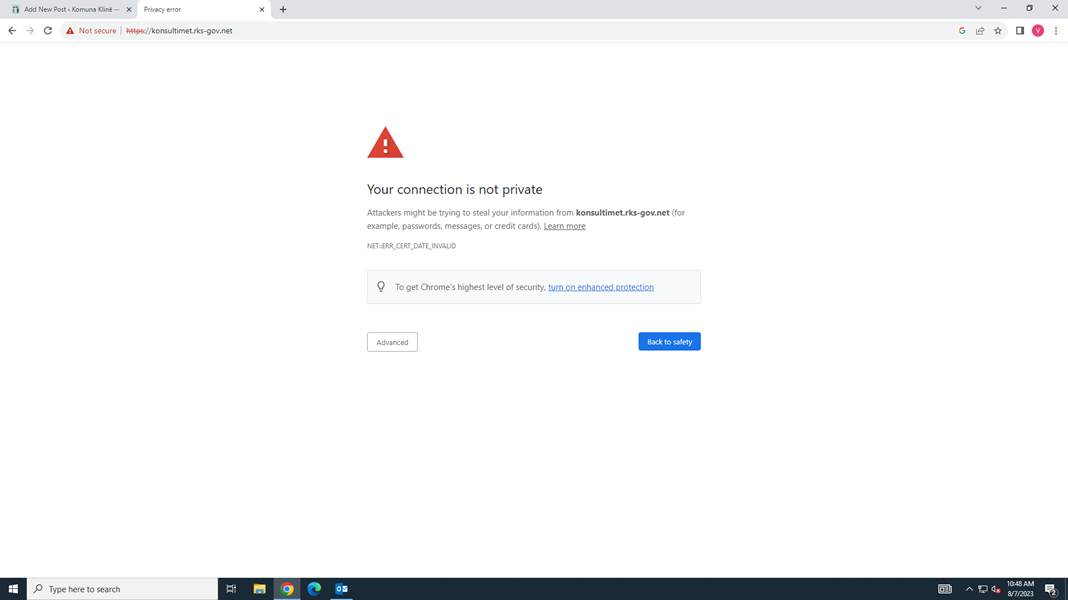 Add New Post ‹ Komuna Klinë —
Privacy error
Not secure
https://konsultimet.rks-gov.net
V
Your connection is not private
Attackers might be trying to steal your information from konsultimet.rks-gov.net (for
example, passwords, messages, or credit cards). Learn more
NET::ERR_CERT_DATE_INVALID
To get Chrome's highest level of security, turn on enhanced protection
Advanced
Back to safety
Type here to search
10:48 AM
8/7/2023
2